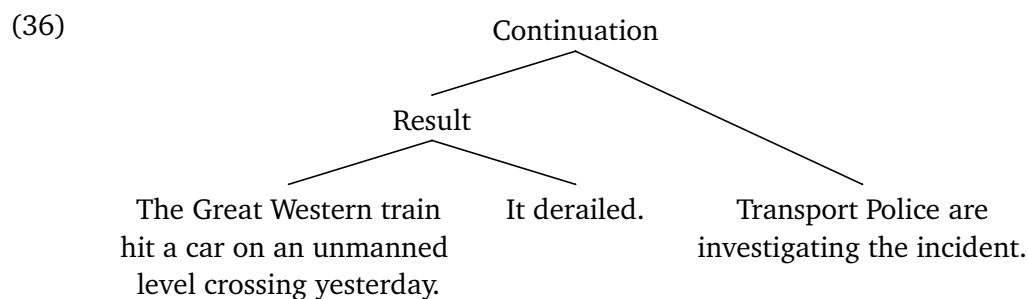 (36)
Continuation
Result
The Great Western train
hit a car on an unmanned
level crossing yesterday.
It derailed.
Transport Police are
investigating the incident.